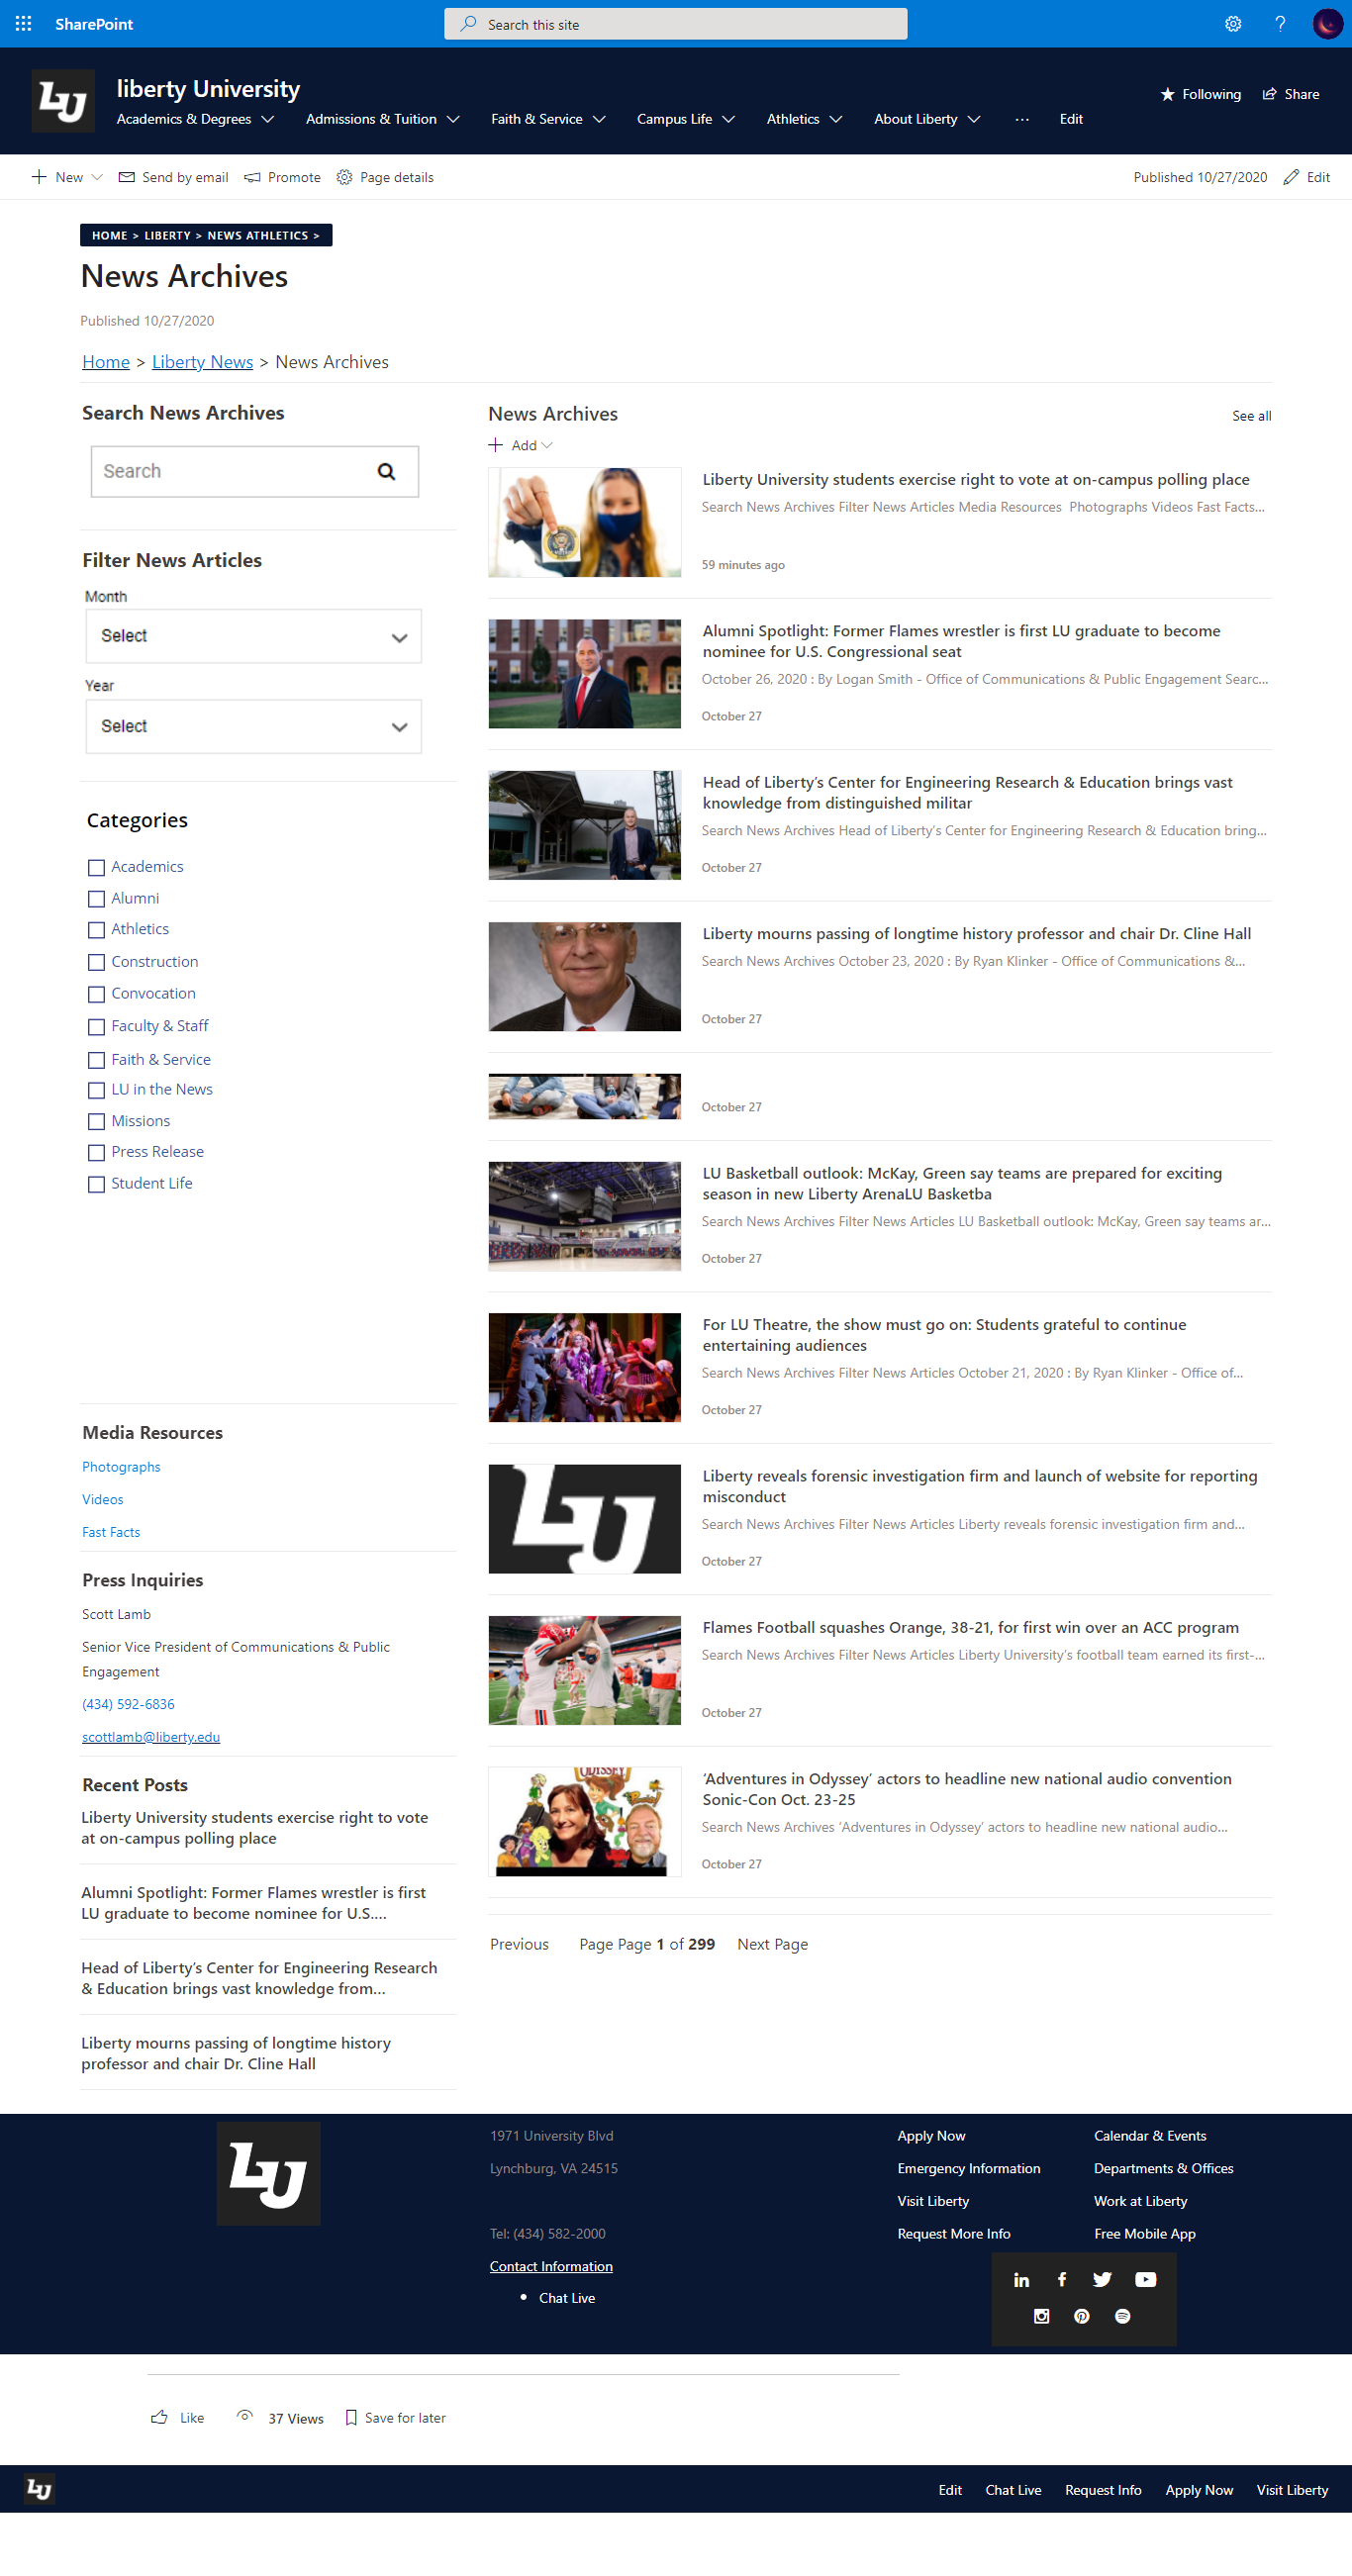 SharePoint
Search this site
LU
liberty University
Following
Share
Academics & Degrees
Admissions & Tuition
Faith & Service
Campus Life
Athletics
About Liberty
...
Edit
New
Send by email
Promote
Page details
Published 10/27/2020
Edit
HOME > LIBERTY > NEWS ATHLETICS >
News Archives
Published 10/27/2020
Home > Liberty News > News Archives
Search News Archives
Search
Filter News Articles
Month
Select
Year
Select
Categories
Academics
Alumni
Athletics
Construction
Convocation
Faculty & Staff
Faith & Service
LU in the News
Missions
Press Release
Student Life
Media Resources
Photographs
Videos
Fast Facts
Press Inquiries
Scott Lamb
Senior Vice President of Communications & Public
Engagement
(434) 592-6836
scottlamb@liberty.edu
Recent Posts
Liberty University students exercise right to vote
at on-campus polling place
Alumni Spotlight: Former Flames wrestler is first
LU graduate to become nominee for U.S....
Head of Liberty’s Center for Engineering Research
& Education brings vast knowledge from...
Liberty mourns passing of longtime history
professor and chair Dr. Cline Hall
News Archives
See all
Add
Liberty University students exercise right to vote at on-campus polling place
Search News Archives Filter News Articles Media Resources  Photographs Videos Fast Facts...
59 minutes ago
Alumni Spotlight: Former Flames wrestler is first LU graduate to become
nominee for U.S. Congressional seat
October 26, 2020 : By Logan Smith - Office of Communications & Public Engagement Searc...
October 27
Head of Liberty’s Center for Engineering Research & Education brings vast
knowledge from distinguished militar
Search News Archives Head of Liberty’s Center for Engineering Research & Education bring...
October 27
Liberty mourns passing of longtime history professor and chair Dr. Cline Hall
Search News Archives October 23, 2020 : By Ryan Klinker - Office of Communications &...
October 27
October 27
LU Basketball outlook: McKay, Green say teams are prepared for exciting
season in new Liberty ArenaLU Basketba
Search News Archives Filter News Articles LU Basketball outlook: McKay, Green say teams ar...
October 27
For LU Theatre, the show must go on: Students grateful to continue
entertaining audiences
Search News Archives Filter News Articles October 21, 2020 : By Ryan Klinker - Office of...
October 27
LU
Liberty reveals forensic investigation firm and launch of website for reporting
misconduct
Search News Archives Filter News Articles Liberty reveals forensic investigation firm and...
October 27
Flames Football squashes Orange, 38-21, for first win over an ACC program
Search News Archives Filter News Articles Liberty University’s football team earned its first-...
October 27
ODYSSEY
‘Adventures in Odyssey’ actors to headline new national audio convention
Sonic-Con Oct. 23-25
Search News Archives ‘Adventures in Odyssey’ actors to headline new national audio...
October 27
Previous
Page Page 1 of 299
Next Page
LU
1971 University Blvd
Lynchburg, VA 24515
Tel: (434) 582-2000
Contact Information
• Chat Live
Apply Now
Emergency Information
Visit Liberty
Request More Info
Calendar & Events
Departments & Offices
Work at Liberty
Free Mobile App
Like
37 Views
Save for later
LU
Edit
Chat Live
Request Info
Apply Now
Visit Liberty